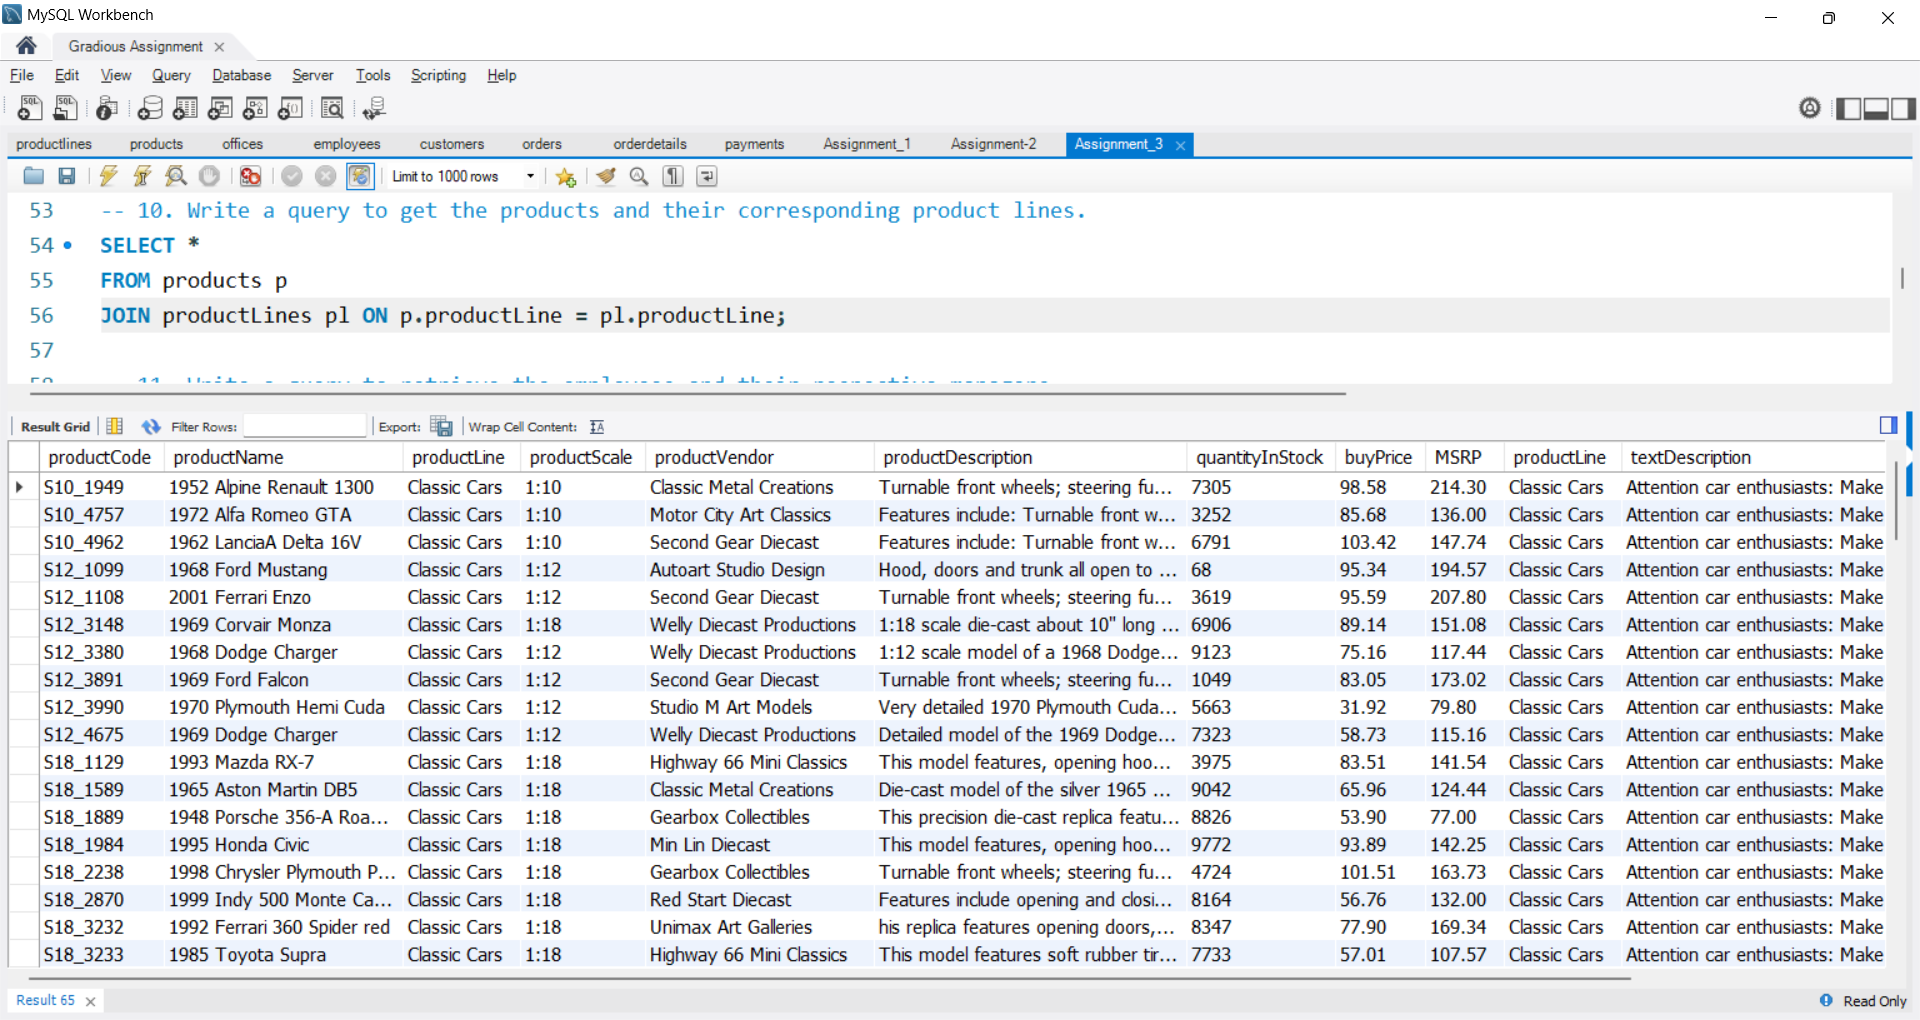 MySQL Workbench
Gradious Assignment
File Edit View Query Database Server Tools Scripting Help
productlines products offices employees customers orders orderdetails payments Assignment_1 Assignment-2 Assignment_3
Limit to 1000 rows
53 -- 10. Write a query to get the products and their corresponding product lines.
54 SELECT *
55 FROM products p
56 JOIN productLines pl ON p.productLine = pl.productLine;
57
Result Grid Filter Rows: Export: Wrap Cell Content:
productCode productName productLine productScale productVendor productDescription quantityInStock buyPrice MSRP productLine textDescription
S10_1949 1952 Alpine Renault 1300 Classic Cars 1:10 Classic Metal Creations Turnable front wheels; steering fu... 7305 98.58 214.30 Classic Cars Attention car enthusiasts: Make
S10_4757 1972 Alfa Romeo GTA Classic Cars 1:10 Motor City Art Classics Features include: Turnable front w... 3252 85.68 136.00 Classic Cars Attention car enthusiasts: Make
S10_4962 1962 LanciaA Delta 16V Classic Cars 1:10 Second Gear Diecast Features include: Turnable front w... 6791 103.42 147.74 Classic Cars Attention car enthusiasts: Make
S12_1099 1968 Ford Mustang Classic Cars 1:12 Autoart Studio Design Hood, doors and trunk all open to ... 68 95.34 194.57 Classic Cars Attention car enthusiasts: Make
S12_1108 2001 Ferrari Enzo Classic Cars 1:12 Second Gear Diecast Turnable front wheels; steering fu... 3619 95.59 207.80 Classic Cars Attention car enthusiasts: Make
S12_3148 1969 Corvair Monza Classic Cars 1:18 Welly Diecast Productions 1:18 scale die-cast about 10" long ... 6906 89.14 151.08 Classic Cars Attention car enthusiasts: Make
S12_3380 1968 Dodge Charger Classic Cars 1:12 Welly Diecast Productions 1:12 scale model of a 1968 Dodge... 9123 75.16 117.44 Classic Cars Attention car enthusiasts: Make
S12_3891 1969 Ford Falcon Classic Cars 1:12 Second Gear Diecast Turnable front wheels; steering fu... 1049 83.05 173.02 Classic Cars Attention car enthusiasts: Make
S12_3990 1970 Plymouth Hemi Cuda Classic Cars 1:12 Studio M Art Models Very detailed 1970 Plymouth Cuda... 5663 31.92 79.80 Classic Cars Attention car enthusiasts: Make
S12_4675 1969 Dodge Charger Classic Cars 1:12 Welly Diecast Productions Detailed model of the 1969 Dodge... 7323 58.73 115.16 Classic Cars Attention car enthusiasts: Make
S18_1129 1993 Mazda RX-7 Classic Cars 1:18 Highway 66 Mini Classics This model features, opening hoo... 3975 83.51 141.54 Classic Cars Attention car enthusiasts: Make
S18_1589 1965 Aston Martin DB5 Classic Cars 1:18 Classic Metal Creations Die-cast model of the silver 1965 ... 9042 65.96 124.44 Classic Cars Attention car enthusiasts: Make
S18_1889 1948 Porsche 356-A Roa... Classic Cars 1:18 Gearbox Collectibles This precision die-cast replica featu... 8826 53.90 77.00 Classic Cars Attention car enthusiasts: Make
S18_1984 1995 Honda Civic Classic Cars 1:18 Min Lin Diecast This model features, opening hoo... 9772 93.89 142.25 Classic Cars Attention car enthusiasts: Make
S18_2238 1998 Chrysler Plymouth P... Classic Cars 1:18 Gearbox Collectibles Turnable front wheels; steering fu... 4724 101.51 163.73 Classic Cars Attention car enthusiasts: Make
S18_2870 1999 Indy 500 Monte Ca... Classic Cars 1:18 Red Start Diecast Features include opening and closi... 8164 56.76 132.00 Classic Cars Attention car enthusiasts: Make
S18_3232 1992 Ferrari 360 Spider red Classic Cars 1:18 Unimax Art Galleries his replica features opening doors,... 8347 77.90 169.34 Classic Cars Attention car enthusiasts: Make
S18_3233 1985 Toyota Supra Classic Cars 1:18 Highway 66 Mini Classics This model features soft rubber tir... 7733 57.01 107.57 Classic Cars Attention car enthusiasts: Make
Result 65 Read Only